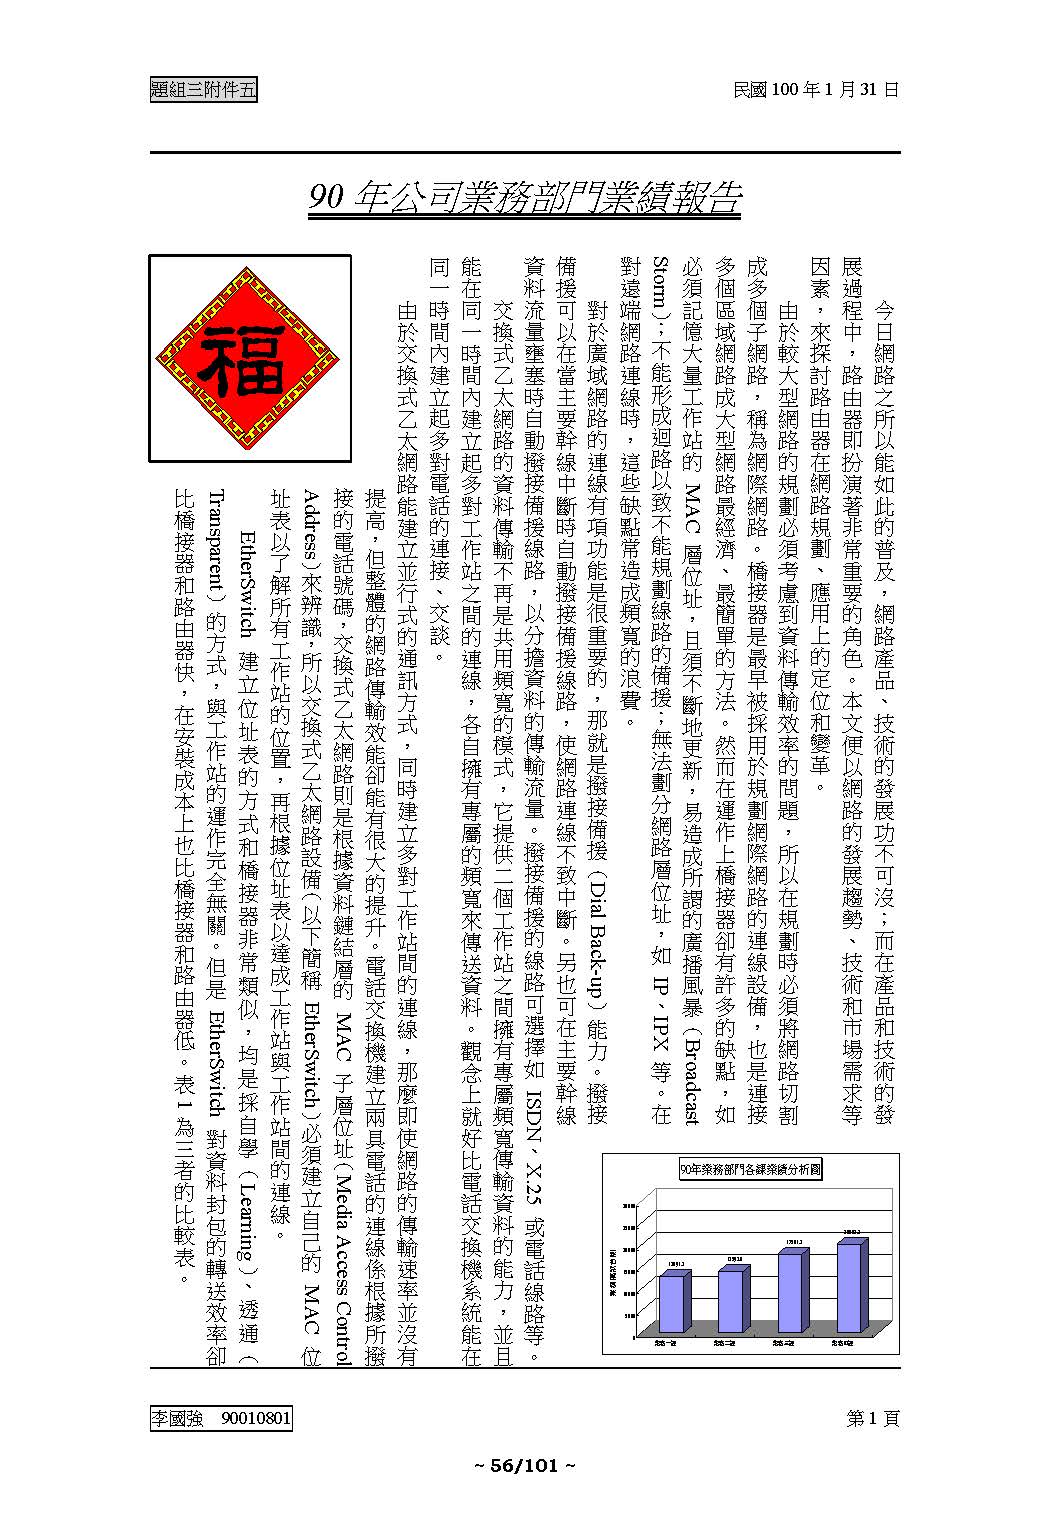 題組三附件五
民國 100 年 1 月 31 日
90 年公司業務部門業績報告
今日網路之所以能如此的普及，網路產品、技術的發展功不可沒；而在產品和技術的發
展過程中，路由器即扮演著非常重要的角色。本文便以網路的發展趨勢、技術和市場需求等
因素，來探討路由器在網路規劃、應用上的定位和變革。
由於較大型網路的規劃必須考慮到資料傳輸效率的問題，所以在規劃時必須將網路切割
成多個子網路，稱為網際網路。橋接器是最早被採用於規劃網際網路的連線設備，也是連接
多個區域網路成大型網路最經濟、最簡單的方法。然而在運作上橋接器卻有許多的缺點，如
必須記憶大量工作站的 MAC 層位址，且須不斷地更新，易造成所謂的廣播風暴（Broadcast
Storm）；不能形成迴路以致不能規劃線路的備援；無法劃分網路層位址，如 IP、IPX 等。在
對遠端網路連線時，這些缺點常造成頻寬的浪費。
對於廣域網路的連線有項功能是很重要的，那就是撥接備援（Dial Back-up）能力。撥接
備援可以在當主要幹線中斷時自動撥接備援線路，使網路連線不致中斷。另也可在主要幹線
資料流量壅塞時自動撥接備援線路，以分擔資料的傳輸流量。撥接備援的線路可選擇如 ISDN、X.25 或電話線路等。
交換式乙太網路的資料傳輸不再是共用頻寬的模式，它提供二個工作站之間擁有專屬頻寬傳輸資料的能力，並且
能在同一時間內建立起多對工作站之間的連線，各自擁有專屬的頻寬來傳送資料。觀念上就好比電話交換機系統能在
同一時間內建立起多對電話的連接、交談。
由於交換式乙太網路能建立並行式的通訊方式，同時建立多對工作站間的連線，那麼即使網路的傳輸速率並沒有
提高，但整體的網路傳輸效能卻能有很大的提升。電話交換機建立兩具電話的連線係根據所撥
接的電話號碼，交換式乙太網路則是根據資料鏈結層的 MAC 子層位址（Media Access Control
Address）來辨識，所以交換式乙太網路設備（以下簡稱 EtherSwitch）必須建立自己的 MAC 位
址表以了解所有工作站的位置，再根據位址表以達成工作站與工作站間的連線。
EtherSwitch 建立位址表的方式和橋接器非常類似，均是採自學（Learning）、透通（
Transparent）的方式，與工作站的運作完全無關。但是 EtherSwitch 對資料封包的轉送效率卻
比橋接器和路由器快，在安裝成本上也比橋接器和路由器低。表 1 為三者的比較表。
福
90年業務部門各課業績分析圖
業務一課 業務二課 業務三課 業務四課
李國強 90010801
第 1 頁
~ 56/101 ~